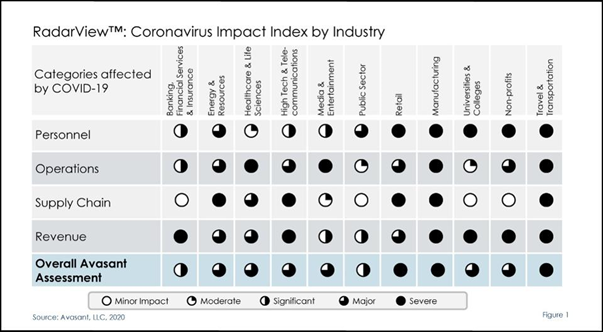 RadarView™: Coronavirus Impact Index by Industry
Categories affected
by COVID-19
Banking,
Financial Services
& Insurance
Energy &
Resources
Healthcare & Life
Sciences
High Tech & Tele-
communications
Media &
Entertainment
Public Sector
Retail
Manufacturing
Universities &
Colleges
Non-profits
Travel &
Transportation
Personnel
Operations
Supply Chain
Revenue
Overall Avasant
Assessment
Minor Impact Moderate Significant Major Severe
Source: Avasant, LLC, 2020
Figure 1